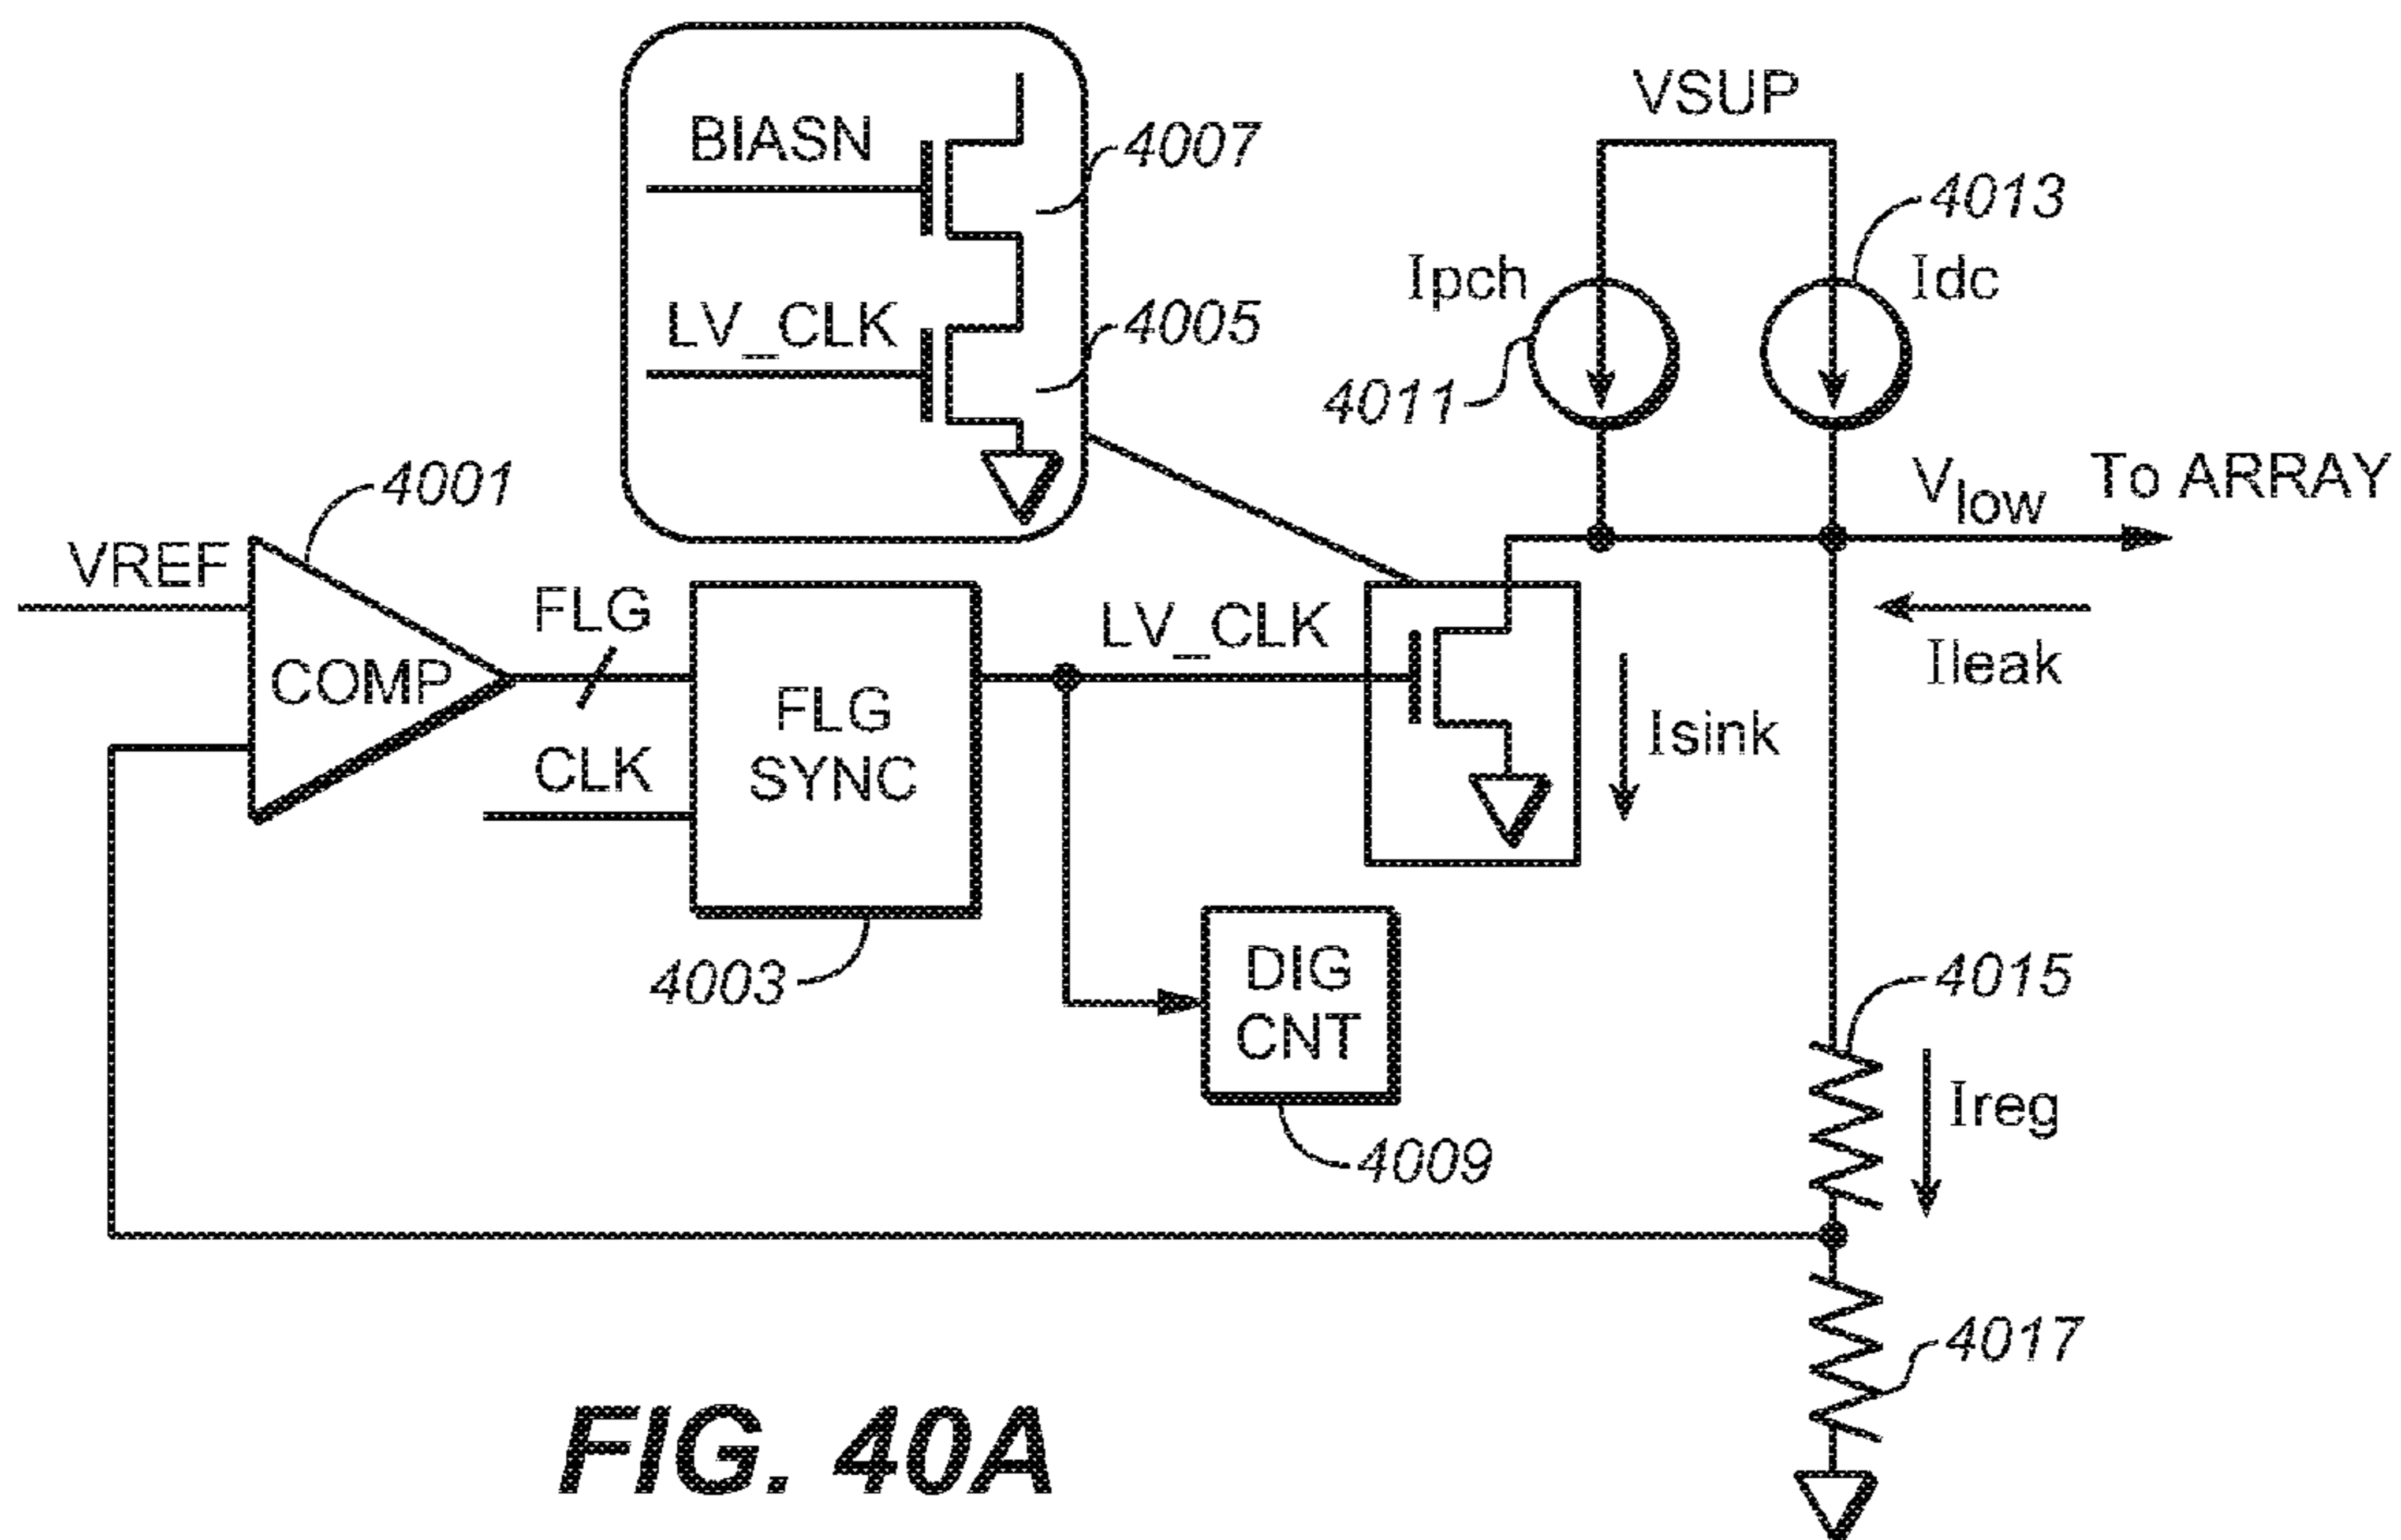 VSUP
BIASN
4007
4013
Ipch
Idc
LV_CLK
4005
4011
4001
Vlow
To ARRAY
VREF
FLG
LV_CLK
Ileak
COMP
FLG
SYNC
Isink
CLK
4003
DIG
CNT
4015
Ireg
4009
4017
FIG. 40A